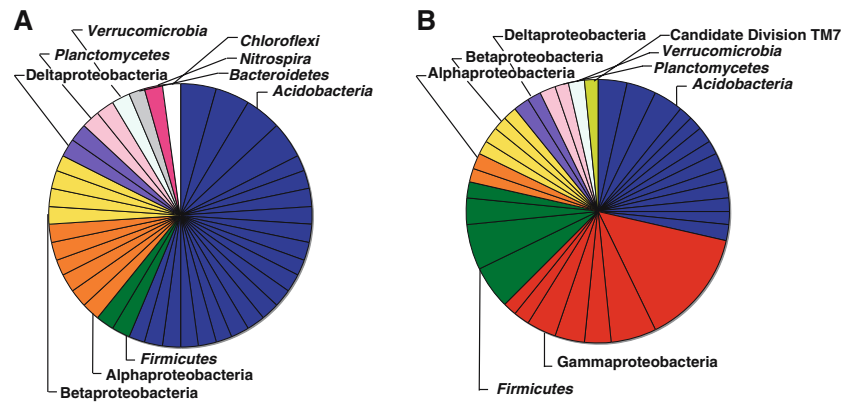 A
Verrucomicrobia
Chloroflexi
Planctomycetes
Nitrospira
Deltaproteobacteria
Bacteroidetes
Acidobacteria
Firmicutes
Alphaproteobacteria
Betaproteobacteria
B
Deltaproteobacteria
Candidate Division TM7
Betaproteobacteria
Verrucomicrobia
Alphaproteobacteria
Planctomycetes
Acidobacteria
Gammaproteobacteria
Firmicutes